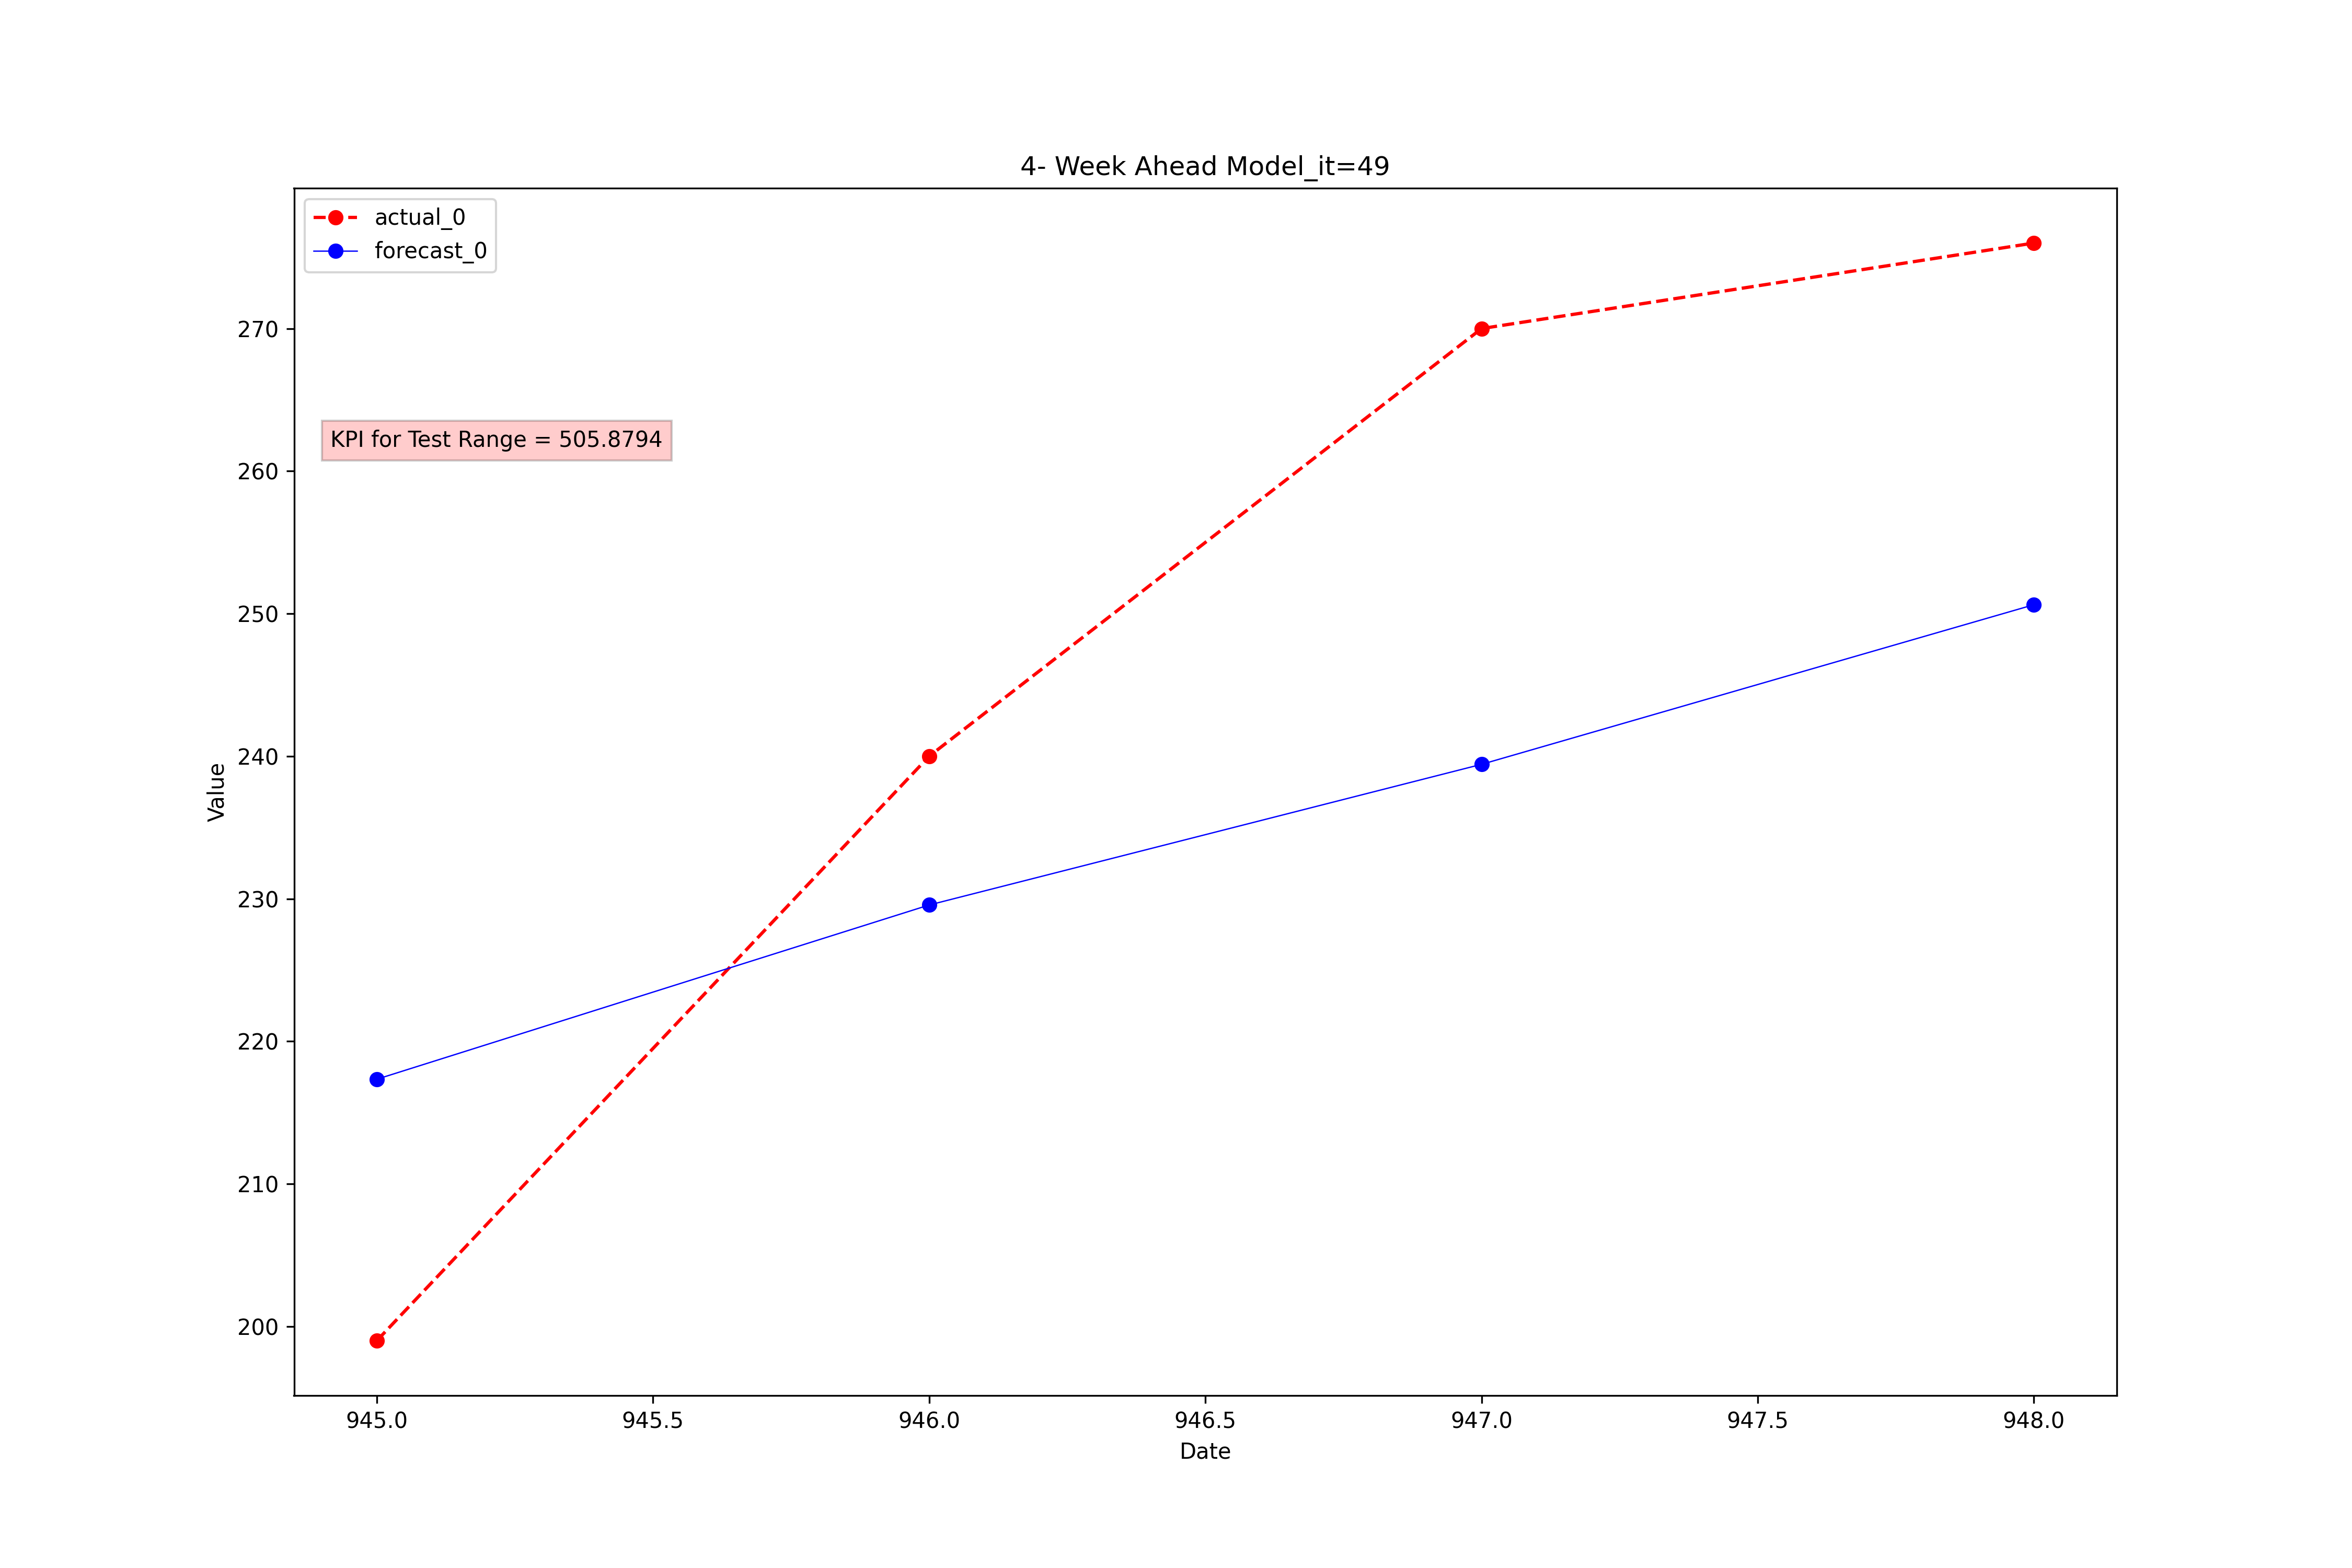 4- Week Ahead Model_it=49
actual_0
forecast_0
KPI for Test Range = 505.8794
270
260
250
240
230
220
210
200
Value
945.0 945.5 946.0 946.5 947.0 947.5 948.0
Date